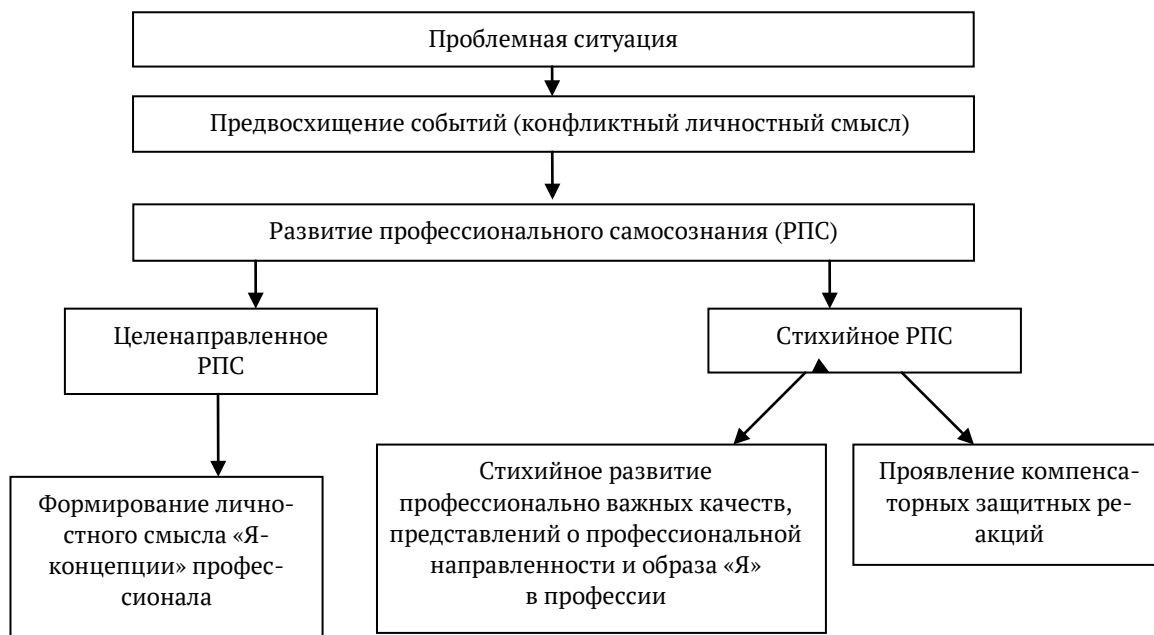 Проблемная ситуация
Предвосхищение событий (конфликтный личностный смысл)
Развитие профессионального самосознания (РПС)
Целенаправленное
РПС
Стихийное РПС
Формирование лично-
стного смысла «Я-
концепции» профес-
сионала
Стихийное развитие
профессионально важных качеств,
представлений о профессиональной
направленности и образа «Я»
в профессии
Проявление компенса-
торных защитных ре-
акций